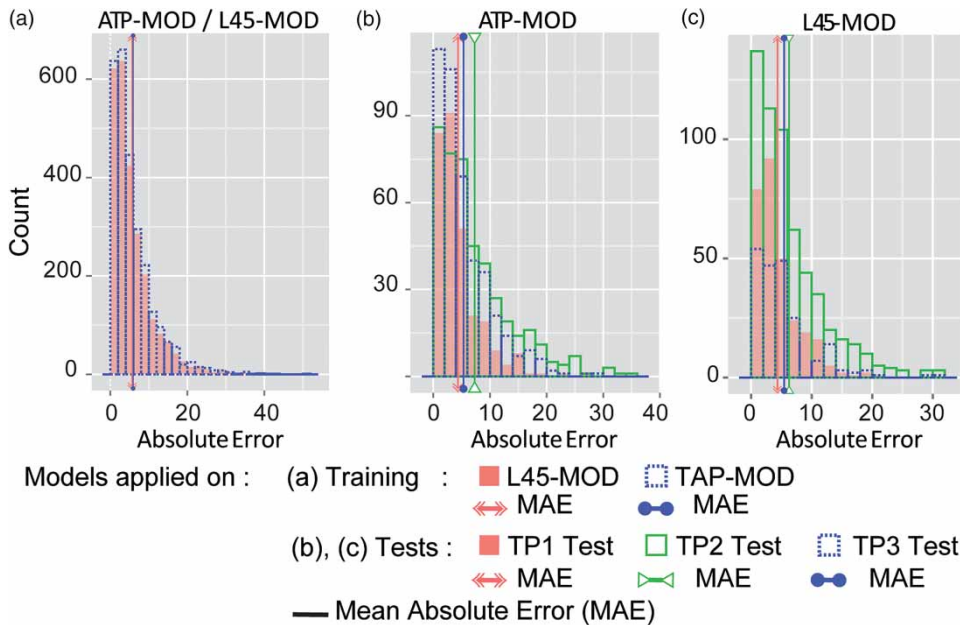 (a) ATP-MOD / L45-MOD (b) ATP-MOD (c) L45-MOD
Count
600
400
200
0
0 20 40
Absolute Error
90
60
30
0 10 20 30 40
Absolute Error
100
50
0
0 10 20 30
Absolute Error
Models applied on : (a) Training : L45-MOD TAP-MOD
MAE MAE
(b), (c) Tests : TP1 Test TP2 Test TP3 Test
MAE MAE MAE
Mean Absolute Error (MAE)